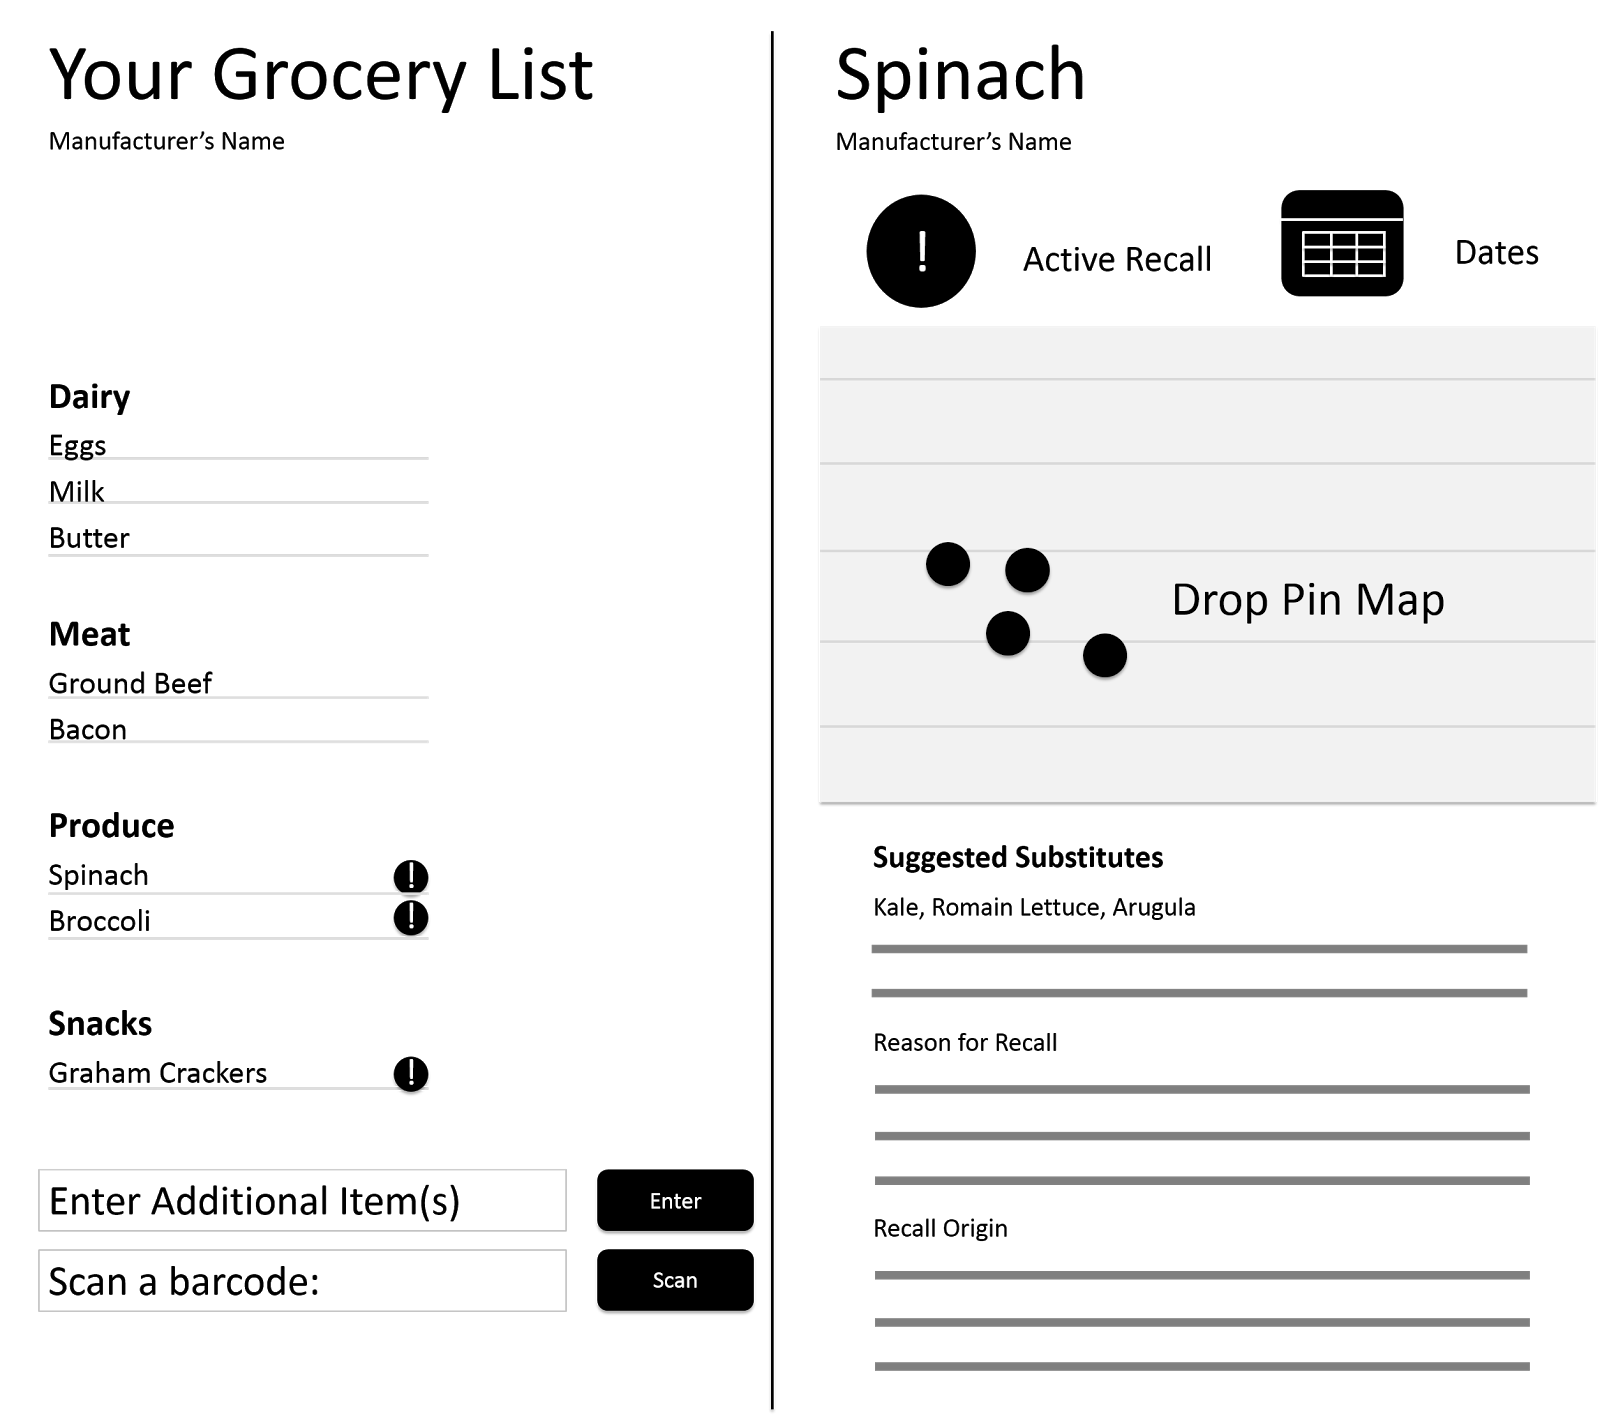 Your Grocery List
Manufacturer’s Name
Dairy
Eggs
Milk
Butter
Meat
Ground Beef
Bacon
Produce
Spinach !
Broccoli !
Snacks
Graham Crackers !
Enter Additional Item(s) Enter
Scan a barcode: Scan
Spinach
Manufacturer’s Name
! Active Recall Dates
Drop Pin Map
Suggested Substitutes
Kale, Romain Lettuce, Arugula
Reason for Recall
Recall Origin